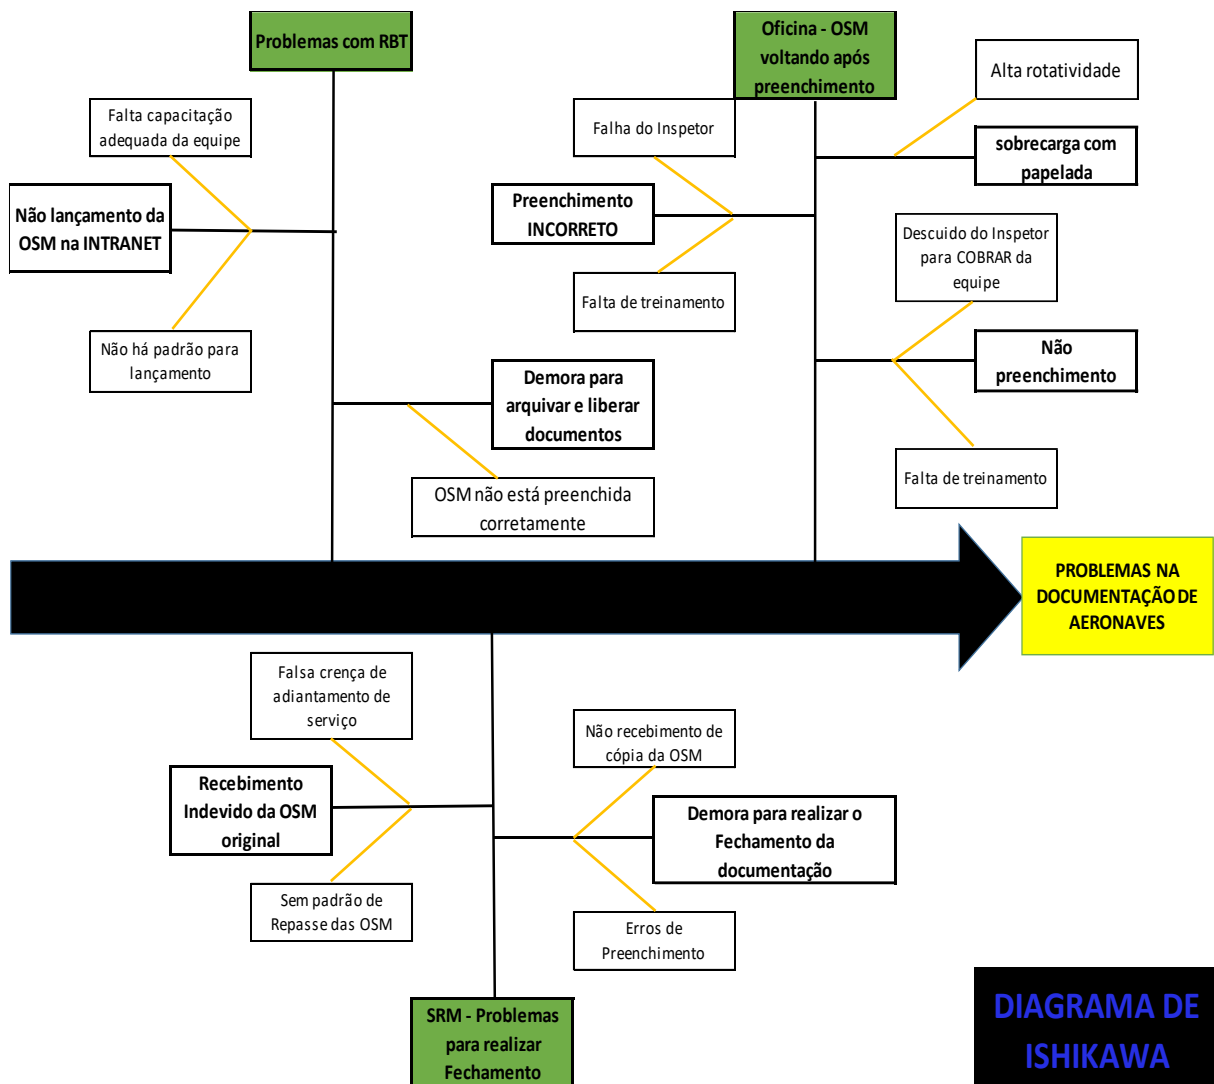 Problemas com RBT
Oficina - OSM
voltando após
preenchimento
Alta rotatividade
Falta capacitação
adequada da equipe
Falha do Inspetor
sobrecarga com
papelada
Não lançamento da
OSM na INTRANET
Preenchimento
INCORRETO
Descuido do Inspetor
para COBRAR da
equipe
Falta de treinamento
Não há padrão para
lançamento
Não
preenchimento
Demora para
arquivar e liberar
documentos
Falta de treinamento
OSM não está preenchida
corretamente
PROBLEMAS NA
DOCUMENTAÇÃO DE
AERONAVES
Falsa crença de
adiantamento de
serviço
Não recebimento de
cópia da OSM
Recebimento
Indevido da OSM
original
Demora para realizar o
Fechamento da
documentação
Sem padrão de
Repasse das OSM
Erros de
Preenchimento
SRM - Problemas
para realizar
Fechamento
DIAGRAMA DE
ISHIKAWA